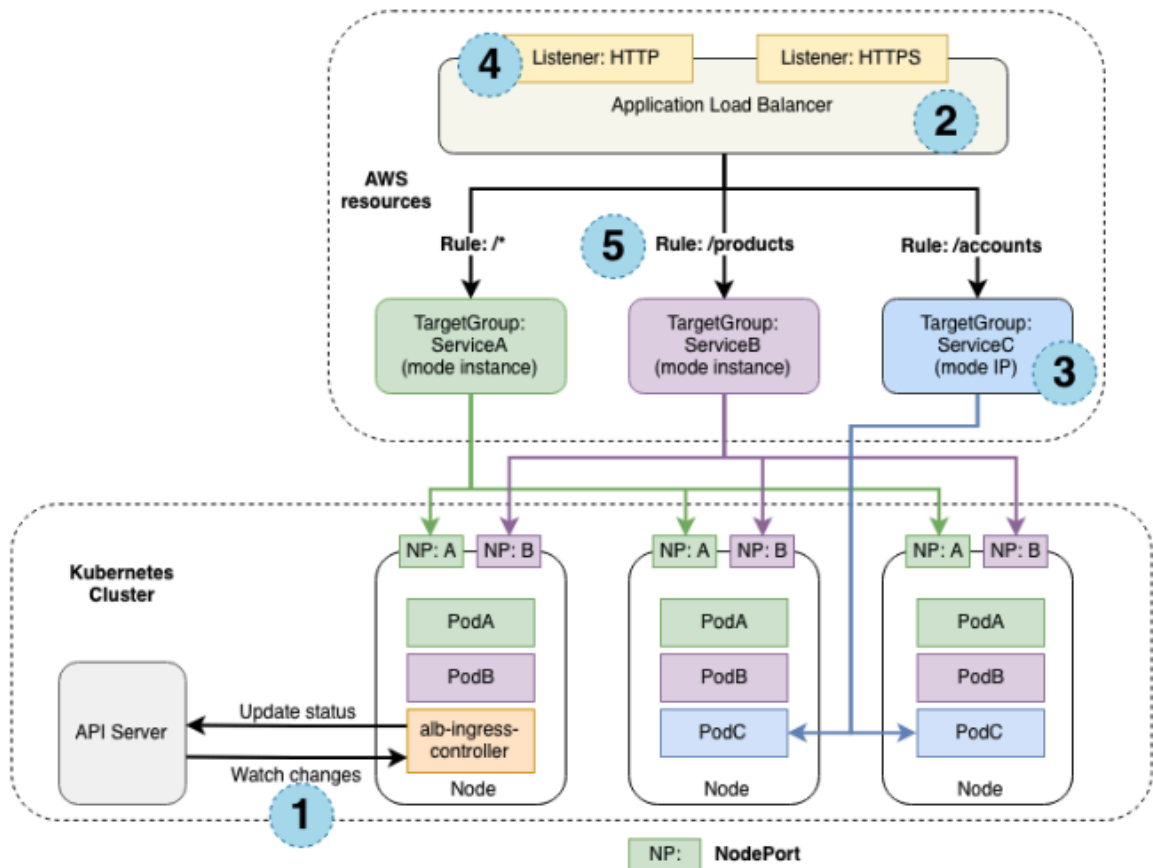 4
Listener: HTTP
Listener: HTTPS
Application Load Balancer
2
AWS
resources
Rule: /*
5
Rule: /products
Rule: /accounts
TargetGroup:
ServiceA
(mode instance)
TargetGroup:
ServiceB
(mode instance)
TargetGroup:
ServiceC
(mode IP)
3
Kubernetes
Cluster
NP: A
NP: B
NP: A
NP: B
NP: A
NP: B
API Server
Update status
Watch changes
1
PodA
PodB
alb-ingress-
controller
Node
PodA
PodB
PodC
Node
PodA
PodB
PodC
Node
NP:
NodePort